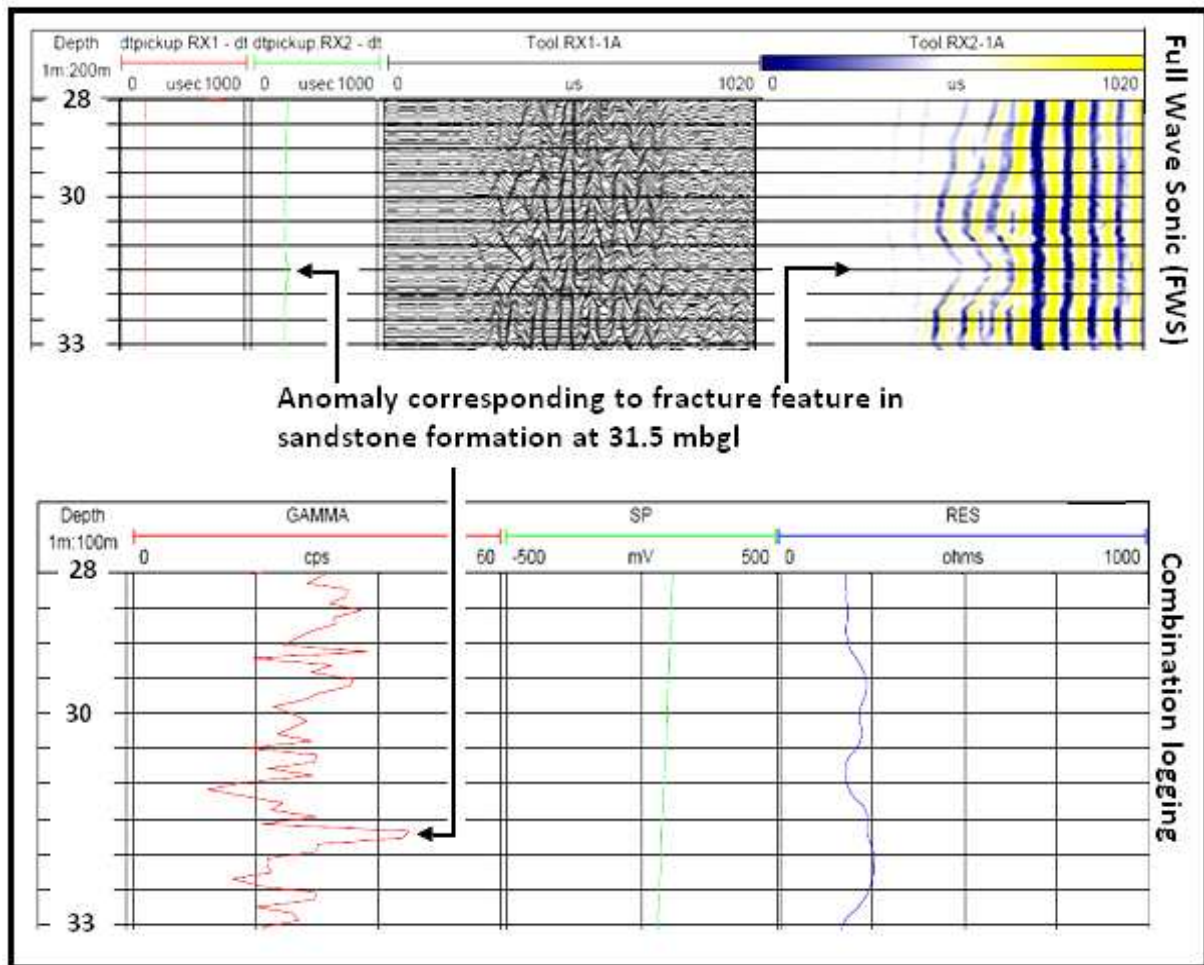 Depth dtpickup.RX1 - dt dtpickup.RX2 - dt Tool.RX1-1A Tool.RX2-1A
1m:200m 0 usec 1000 0 usec 1000 0 us 1020 0 us 1020
28
30
33
Full Wave Sonic (FWS)
Anomaly corresponding to fracture feature in
sandstone formation at 31.5 mbgl
Depth GAMMA SP RES
1m:100m 0 cps 60 -500 mV 500 0 ohms 1000
28
30
33
Combination logging